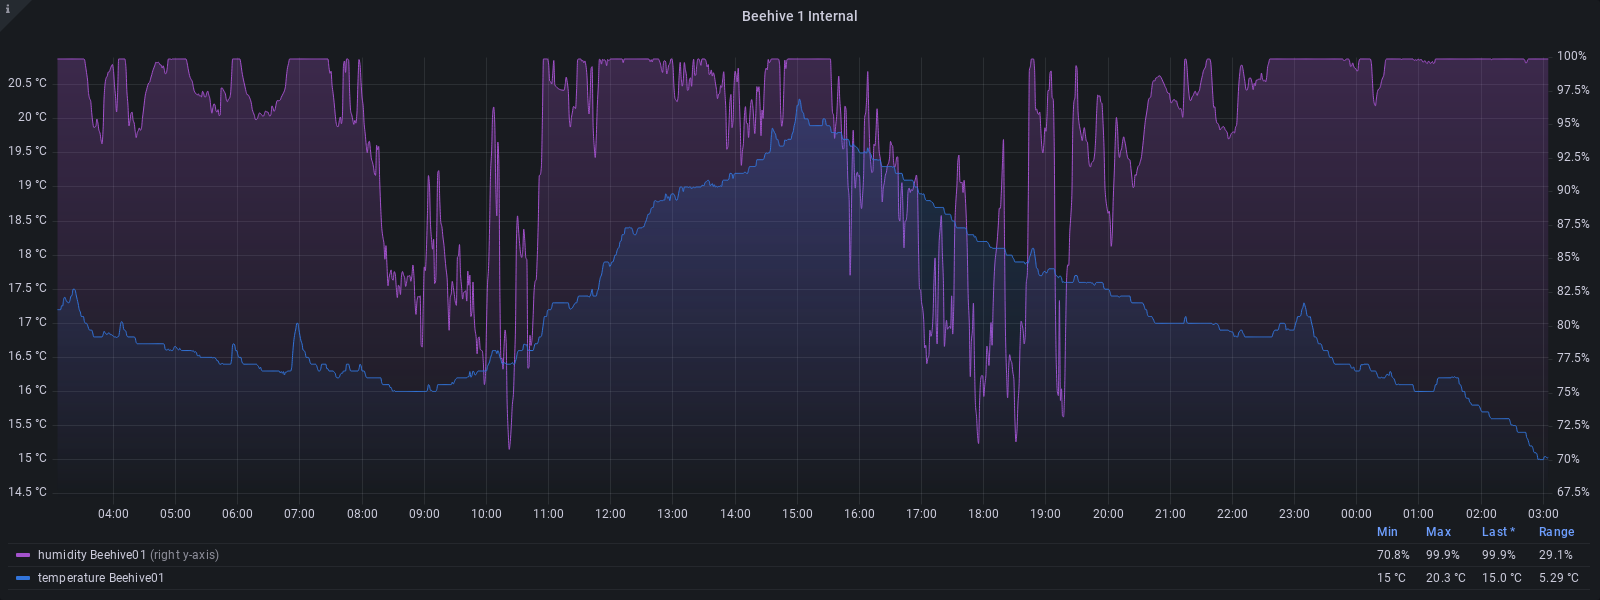 i
Beehive 1 Internal
20.5 °C
20 °C
19.5 °C
19 °C
18.5 °C
18 °C
17.5 °C
17 °C
16.5 °C
16 °C
15.5 °C
15 °C
14.5 °C
100%
97.5%
95%
92.5%
90%
87.5%
85%
82.5%
80%
77.5%
75%
72.5%
70%
67.5%
04:00 05:00 06:00 07:00 08:00 09:00 10:00 11:00 12:00 13:00 14:00 15:00 16:00 17:00 18:00 19:00 20:00 21:00 22:00 23:00 00:00 01:00 02:00 03:00
Min Max Last * Range
humidity Beehive01 (right y-axis) 70.8% 99.9% 99.9% 29.1%
temperature Beehive01 15 °C 20.3 °C 15.0 °C 5.29 °C